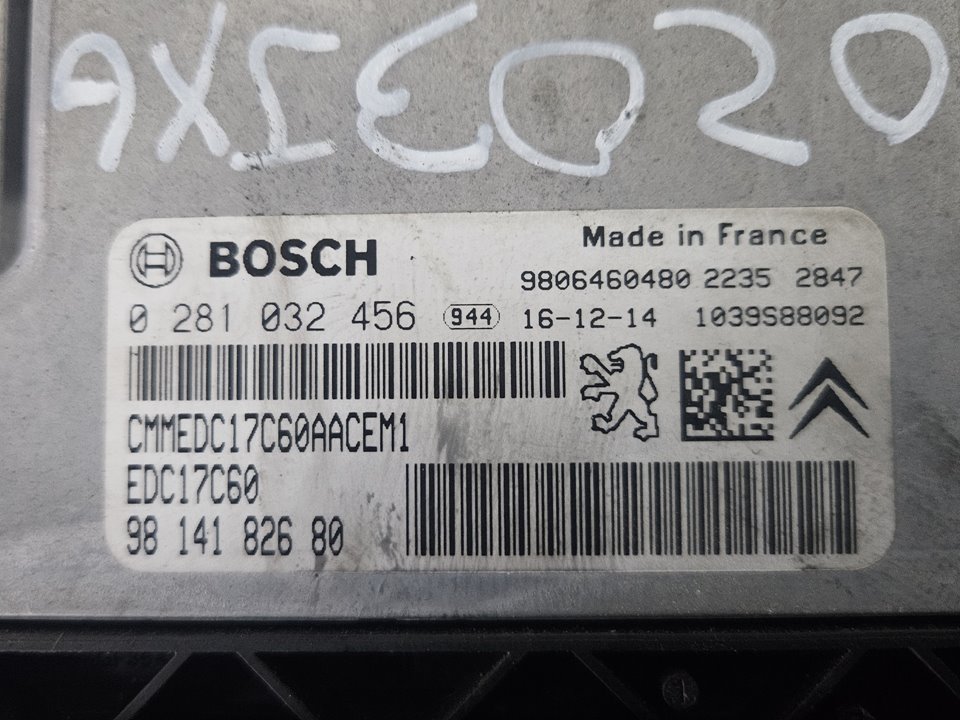 BOSCH
Made in France
9806460480 2235 2847
0 281 032 456 944 16-12-14 1039S88092
CMMEDC17C60AACEM1
EDC17C60
98 141 826 80